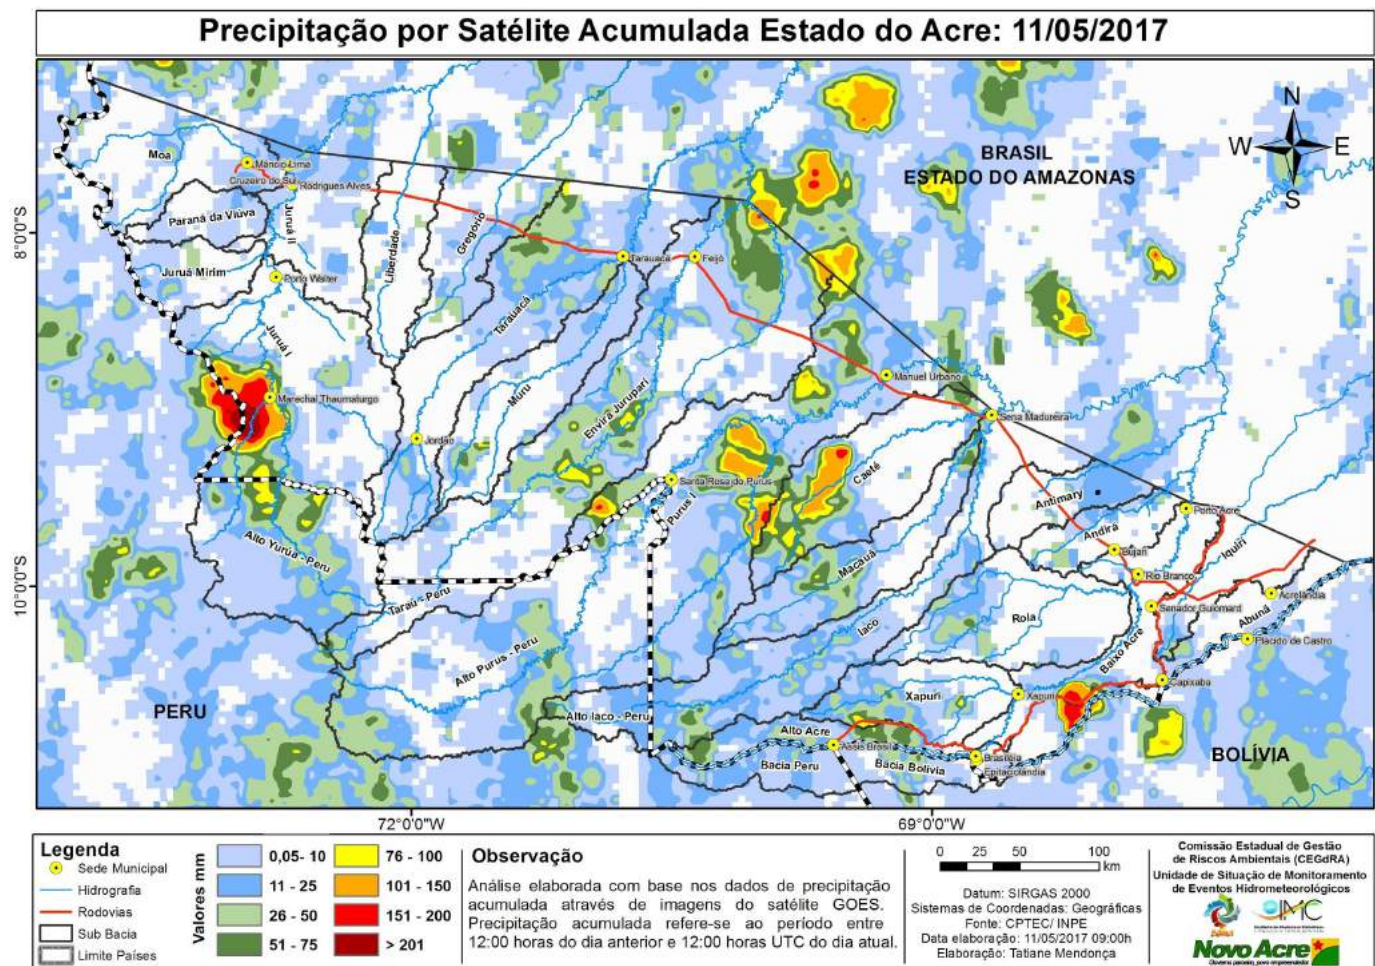 Precipitação por Satélite Acumulada Estado do Acre: 11/05/2017
N
W E
S
BRASIL
ESTADO DO AMAZONAS
Moa
Mâncio Lima
Cruzeiro do Sul
Rodrigues Alves
Paraná da Viúva
Juruá II
Liberdade
Gregório
8°0'0"S
Juruá Mirim
Porto Walter
Tarauacá
Feijó
Tarauacá
Juruá I
Manuel Urbano
Marechal Thaumaturgo
Muru
Envira Jurupari
Sena Madureira
Jordão
Santa Rosa do Purus
Caeté
Purus I
Antimary
Porto Acre
Alto Yurúa - Peru
Andirá
Iquiri
Bujari
Macauã
Rio Branco
10°0'0"S
Tarau - Peru
Acrelândia
Senador Guiomard
Abunã
Rola
Iaco
Plácido de Castro
Alto Purus - Peru
Baixo Acre
Capixaba
Xapuri
Xapuri
PERU
Alto Iaco - Peru
Alto Acre
Assis Brasil
BOLÍVIA
Bacia Peru
Bacia Bolívia
Brasiléia
Epitaciolândia
72°0'0"W
69°0'0"W
Legenda
Sede Municipal
Hidrografia
Rodovias
Sub Bacia
Limite Países
Valores mm
0,05- 10
11 - 25
26 - 50
51 - 75
76 - 100
101 - 150
151 - 200
> 201
Observação
Análise elaborada com base nos dados de precipitação
acumulada através de imagens do satélite GOES.
Precipitação acumulada refere-se ao período entre
12:00 horas do dia anterior e 12:00 horas UTC do dia atual.
0 25 50 100
km
Datum: SIRGAS 2000
Sistemas de Coordenadas: Geográficas
Fonte: CPTEC/ INPE
Data elaboração: 11/05/2017 09:00h
Elaboração: Tatiane Mendonça
Comissão Estadual de Gestão
de Riscos Ambientais (CEGdRA)
Unidade de Situação de Monitoramento
de Eventos Hidrometeorológicos
IMC
Novo Acre